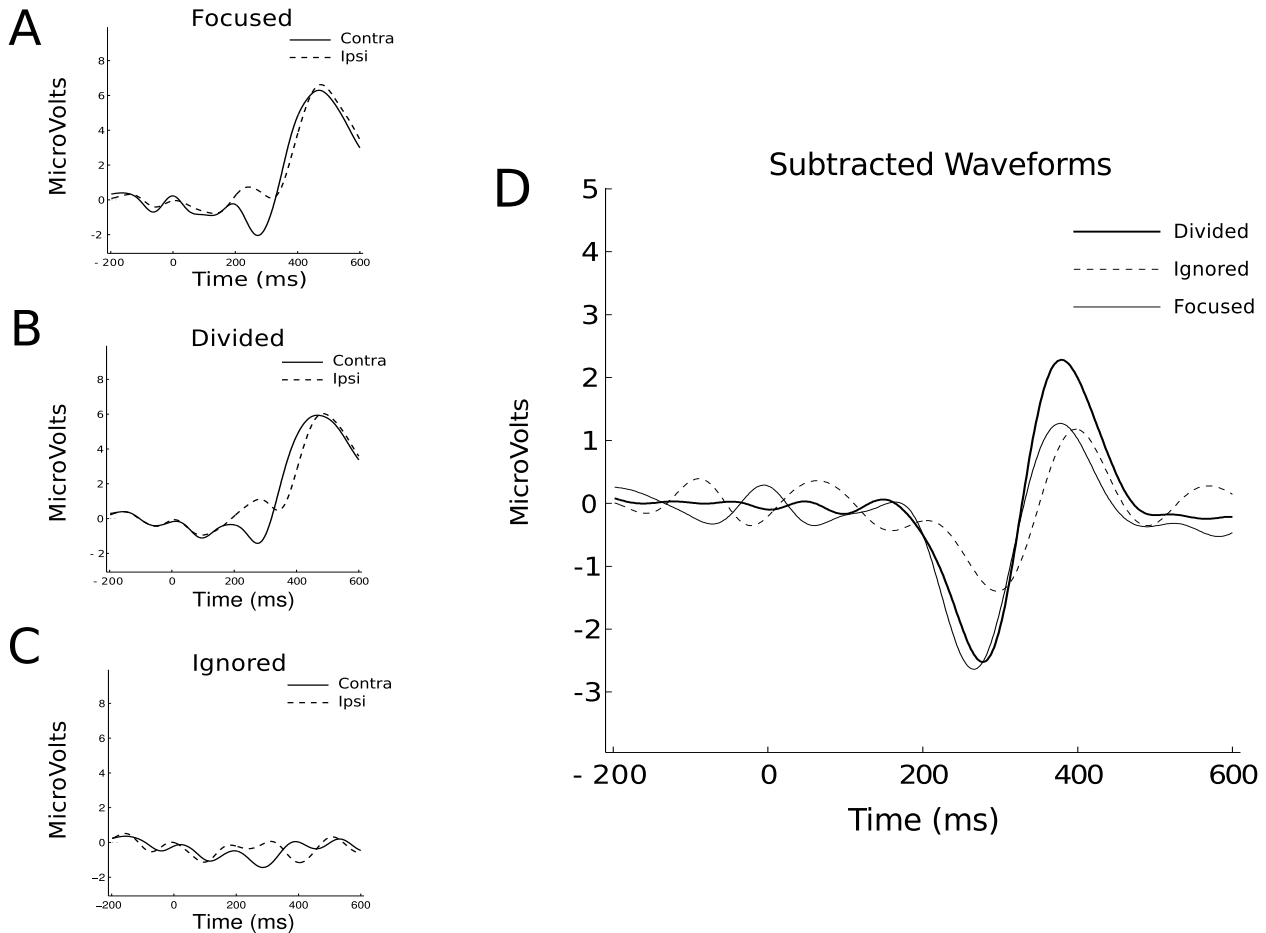 A
Focused
Contra
Ipsi
8
6
4
2
0
-2
MicroVolts
- 200 0 200 400 600
Time (ms)
B
Divided
Contra
Ipsi
8
6
4
2
0
- 2
MicroVolts
- 200 0 200 400 600
Time (ms)
C
Ignored
Contra
Ipsi
8
6
4
2
0
−2
MicroVolts
−200 0 200 400 600
Time (ms)
D
Subtracted Waveforms
Divided
Ignored
Focused
5
4
3
2
1
0
-1
-2
-3
MicroVolts
- 200 0 200 400 600
Time (ms)